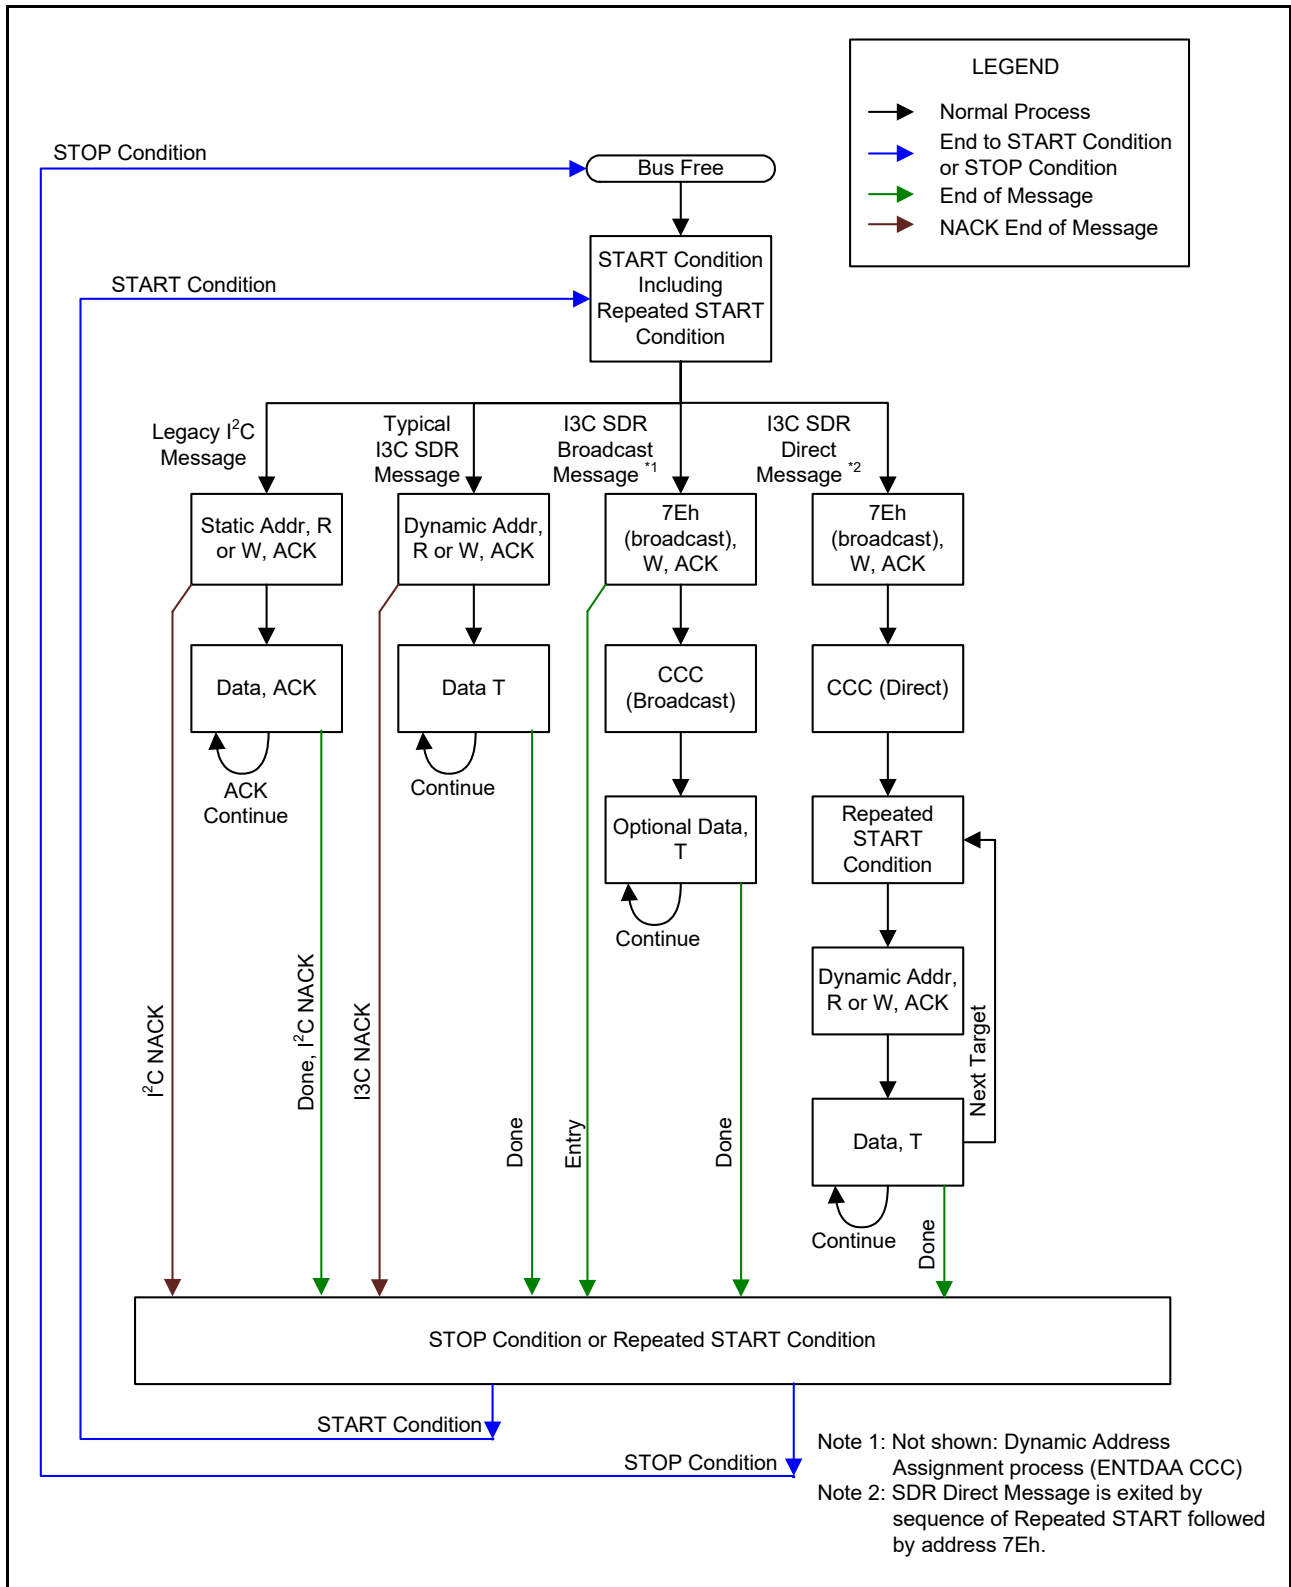 LEGEND
Normal Process
End to START Condition
or STOP Condition
End of Message
NACK End of Message
STOP Condition
Bus Free
START Condition
START Condition
Including
Repeated START
Condition
Legacy I²C
Message
Typical
I3C SDR
Message
I3C SDR
Broadcast
Message *1
I3C SDR
Direct
Message *2
Static Addr, R
or W, ACK
Dynamic Addr,
R or W, ACK
7Eh
(broadcast),
W, ACK
7Eh
(broadcast),
W, ACK
Data, ACK
Data T
CCC
(Broadcast)
CCC (Direct)
ACK
Continue
Continue
Optional Data,
T
Repeated
START
Condition
Continue
Dynamic Addr,
R or W, ACK
Next Target
Data, T
Continue
I²C NACK
Done, I²C NACK
I3C NACK
Done
Entry
Done
Done
STOP Condition or Repeated START Condition
START Condition
STOP Condition
Note 1: Not shown: Dynamic Address
Assignment process (ENTDAA CCC)
Note 2: SDR Direct Message is exited by
sequence of Repeated START followed
by address 7Eh.